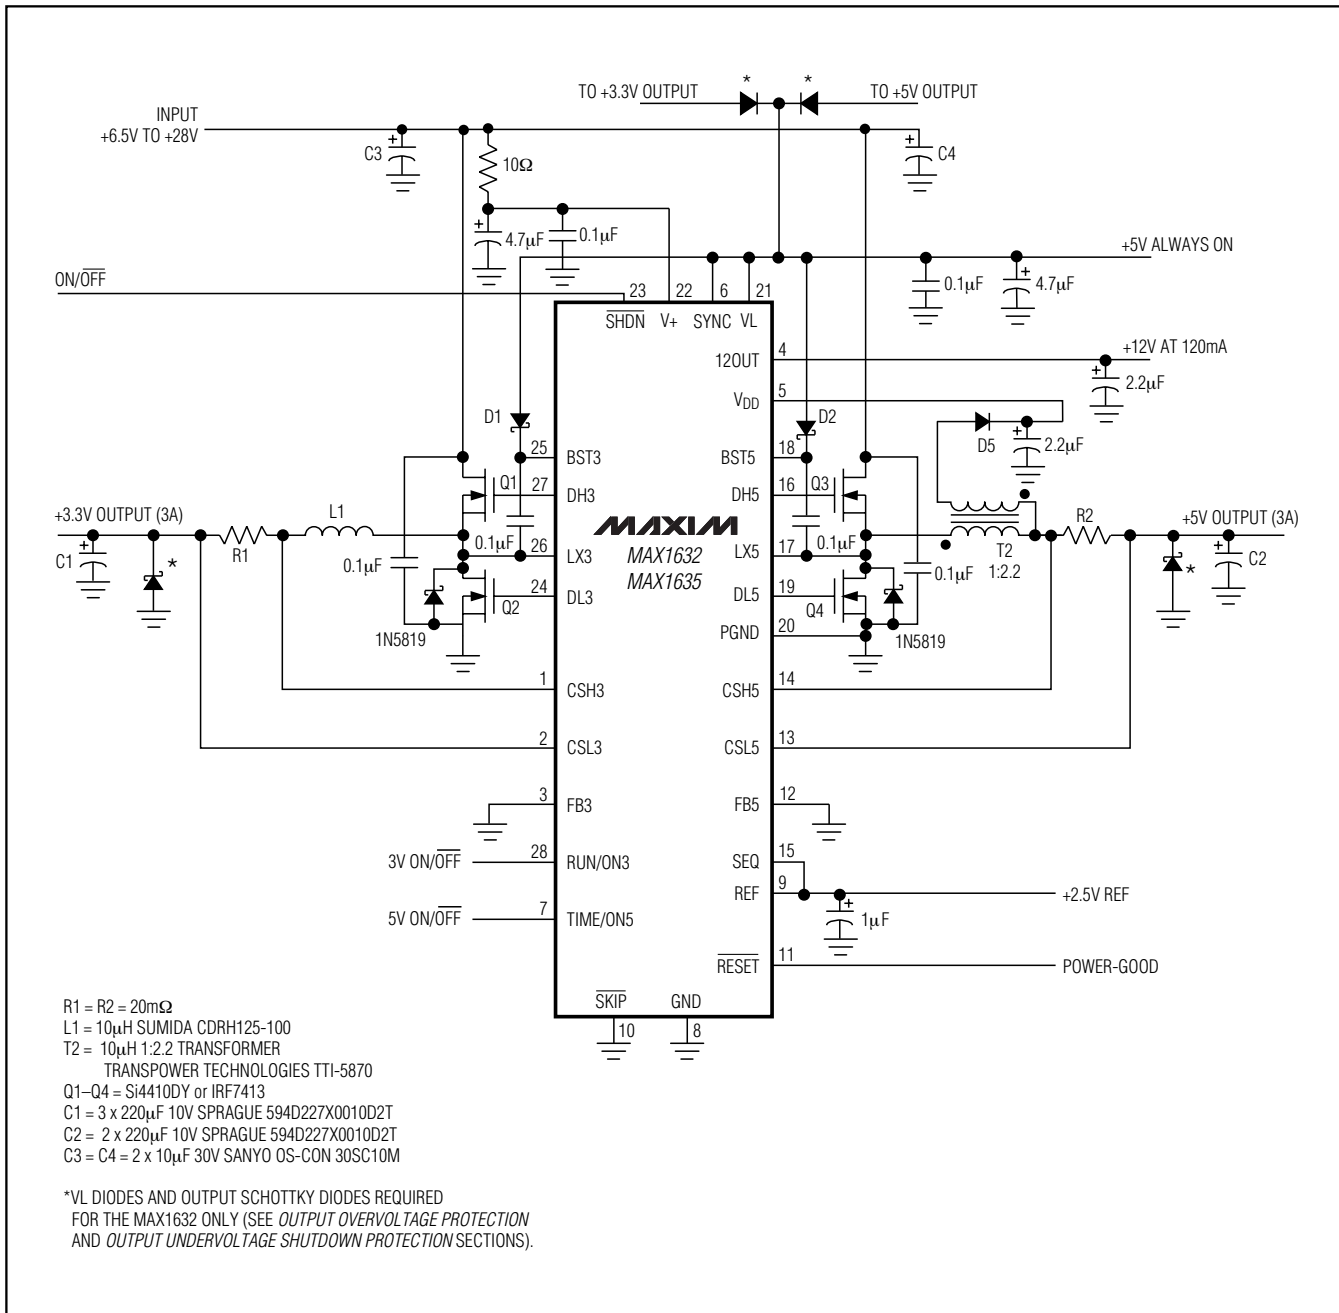 TO +3.3V OUTPUT
*
*
TO +5V OUTPUT
INPUT
+6.5V TO +28V
C3
+
10Ω
+
C4
+
4.7μF
0.1μF
+5V ALWAYS ON
0.1μF
+
4.7μF
ON/OFF
23
22
6
21
SHDN
V+
SYNC
VL
12OUT
4
+12V AT 120mA
+
2.2μF
VDD
5
D5
+
2.2μF
D1
D2
25
BST3
BST5
18
Q1
27
DH3
DH5
16
Q3
+3.3V OUTPUT (3A)
L1
MAXIM
R2
+5V OUTPUT (3A)
+
C1
*
R1
0.1μF
0.1μF
26
LX3
MAX1632
MAX1635
LX5
17
0.1μF
0.1μF
T2
1:2.2
*
+
C2
Q2
24
DL3
DL5
19
Q4
1N5819
PGND
20
1N5819
1
CSH3
CSH5
14
2
CSL3
CSL5
13
3
FB3
FB5
12
3V ON/OFF
28
RUN/ON3
SEQ
15
REF
9
+2.5V REF
+
1μF
5V ON/OFF
7
TIME/ON5
RESET
11
POWER-GOOD
SKIP
GND
10
8
R1 = R2 = 20mΩ
L1 = 10μH SUMIDA CDRH125-100
T2 = 10μH 1:2.2 TRANSFORMER
TRANSPOWER TECHNOLOGIES TTI-5870
Q1–Q4 = Si4410DY or IRF7413
C1 = 3 x 220μF 10V SPRAGUE 594D227X0010D2T
C2 = 2 x 220μF 10V SPRAGUE 594D227X0010D2T
C3 = C4 = 2 x 10μF 30V SANYO OS-CON 30SC10M
*VL DIODES AND OUTPUT SCHOTTKY DIODES REQUIRED
FOR THE MAX1632 ONLY (SEE OUTPUT OVERVOLTAGE PROTECTION
AND OUTPUT UNDERVOLTAGE SHUTDOWN PROTECTION SECTIONS).